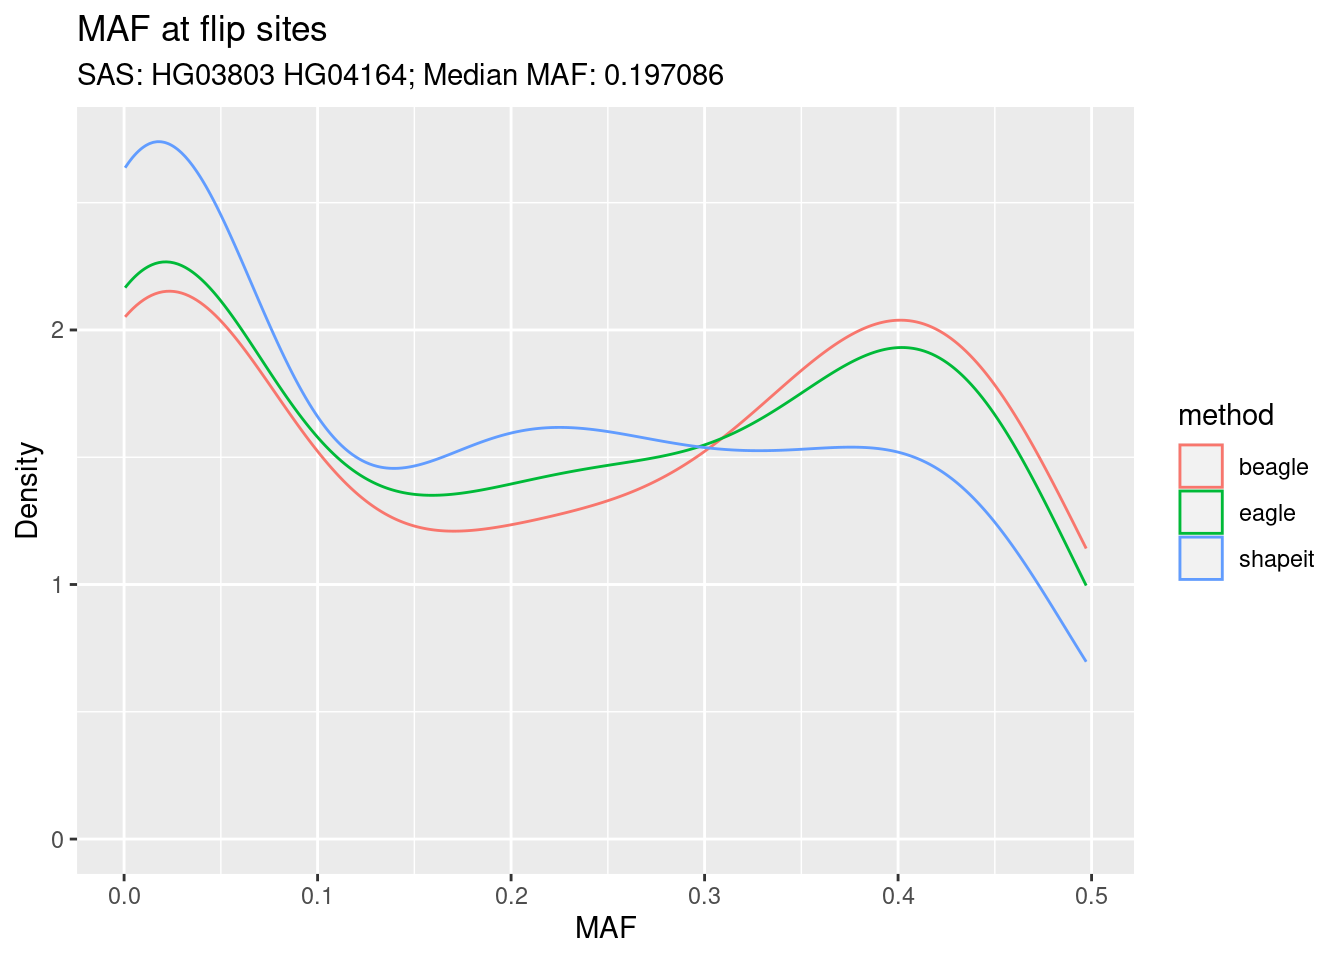 MAF at flip sites
SAS: HG03803 HG04164; Median MAF: 0.197086
Density
2
1
0
0.0 0.1 0.2 0.3 0.4 0.5
MAF
method
beagle
eagle
shapeit